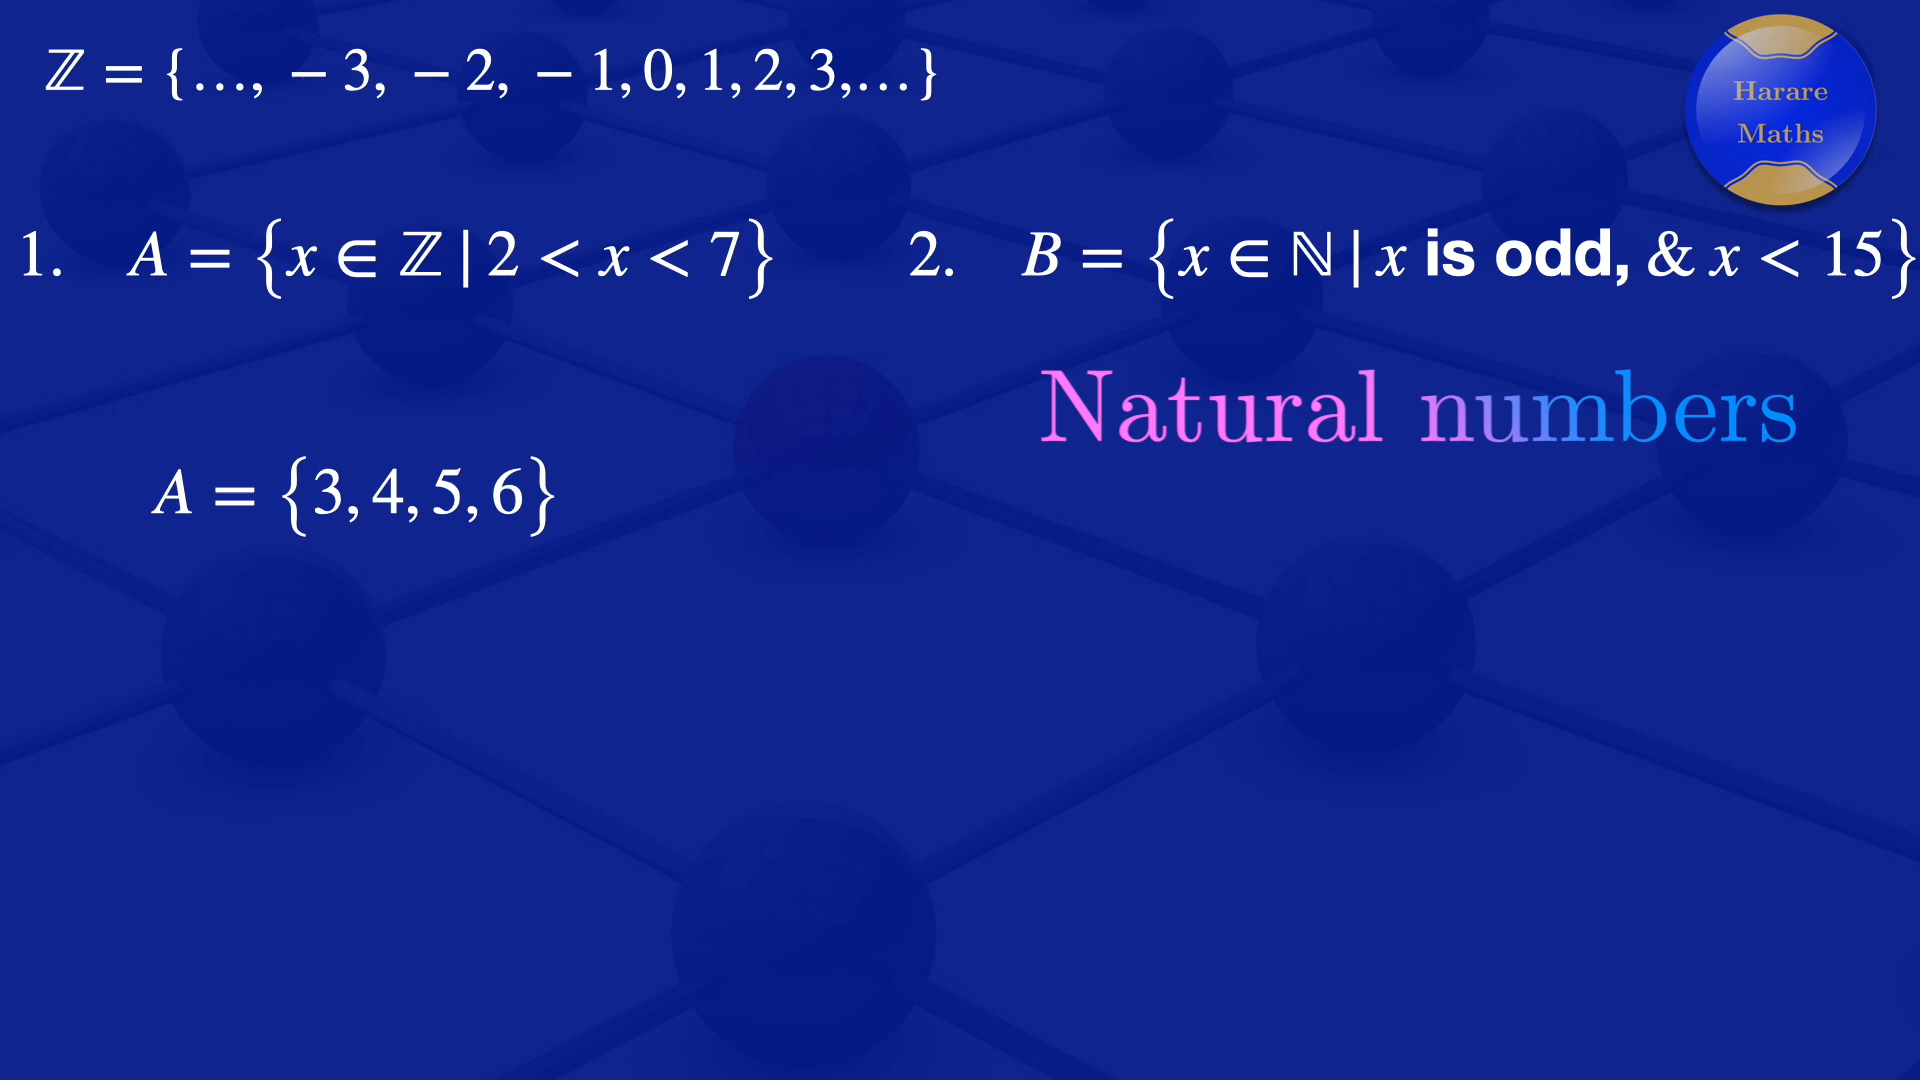 ℤ = {…, − 3, − 2, − 1, 0, 1, 2, 3,…}
Harare
Maths
1. A = {x ∈ ℤ | 2 < x < 7}
2. B = {x ∈ ℕ | x is odd, & x < 15}
Natural numbers
A = {3, 4, 5, 6}